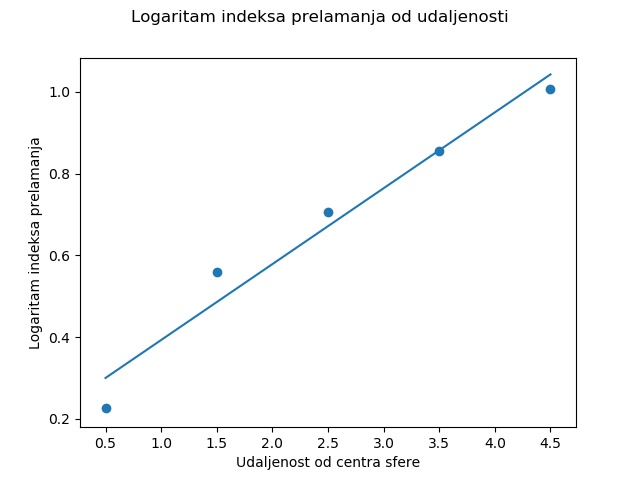 Logaritam indeksa prelamanja od udaljenosti
Logaritam indeksa prelamanja
1.0
0.8
0.6
0.4
0.2
0.5 1.0 1.5 2.0 2.5 3.0 3.5 4.0 4.5
Udaljenost od centra sfere